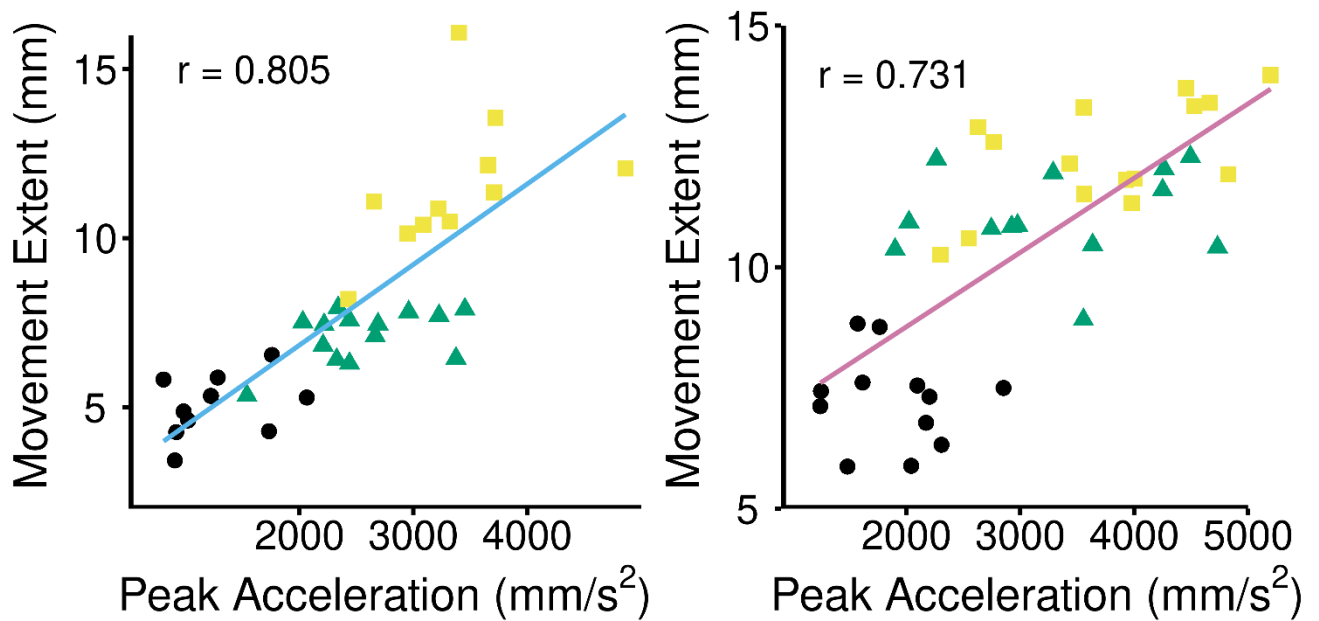 Movement Extent (mm)
15
10
5
r = 0.805
2000 3000 4000
Peak Acceleration (mm/s²)
Movement Extent (mm)
15
10
5
r = 0.731
2000 3000 4000 5000
Peak Acceleration (mm/s²)